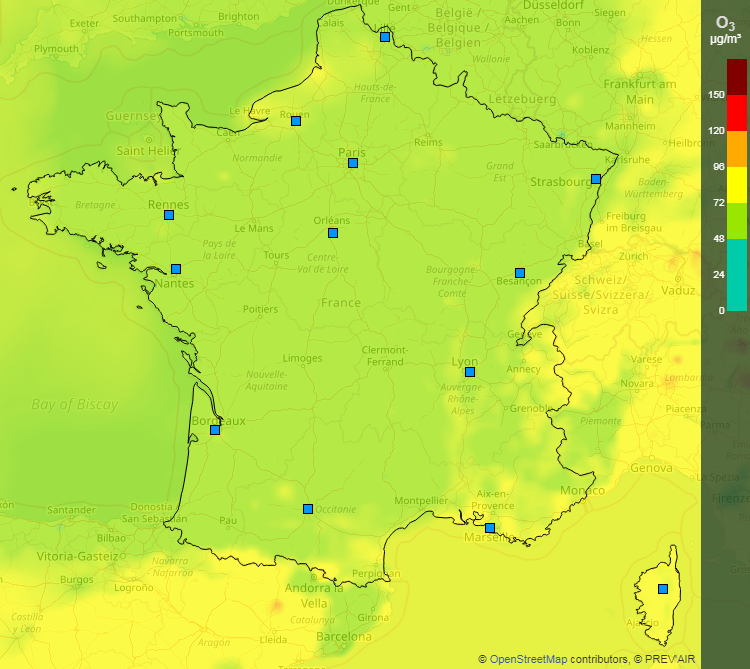 Dunkerque
Gent
Düsseldorf
Siegen
Southampton
Brighton
Exeter
Portsmouth
Plymouth
Calais
België /
Belgique /
Belgien
Aachen
Bonn
Koblenz
Hessen
Wallonie
Frankfurt am
Main
Hauts-de-
France
Lëtzebuerg
Guernsey
Le Havre
Rouen
Caen
Mannheim
Heilbronn
Saint Helier
Normandie
Paris
Reims
Saarbrücken
Karlsruhe
Grand
Est
Strasbourg
Baden-
Württemberg
Bretagne
Rennes
Le Mans
Orléans
Freiburg
im Breisgau
Pays de
la Loire
Tours
Centre-
Val de Loire
Basel
Zürich
Nantes
Bourgogne-
Franche-
Comté
Besançon
Schweiz/
Suisse/Svizzera/
Svizra
Vaduz
Poitiers
France
Genève
Limoges
Clermont-
Ferrand
Lyon
Annecy
Varese
Novara
Lombardia
Nouvelle-
Aquitaine
Auvergne
Rhône-
Alpes
Grenoble
Piacenza
Bay of Biscay
Bordeaux
Piemonte
Parma
Genova
La Spezia
Firenze
Santander
Donostia
San Sebastián
Bilbao
Pau
Occitanie
Montpellier
Aix-en-
Provence
Monaco
Marseille
Vitoria-Gasteiz
Burgos
Logroño
Navarra
Nafarroa
Perpignan
Andorra la
Vella
Girona
Catalunya
Castilla
y León
Aragón
Lleida
Barcelona
Tarragona
Ajaccio
O₃
µg/m³
150
120
96
72
48
24
0
© OpenStreetMap contributors, © PREV'AIR